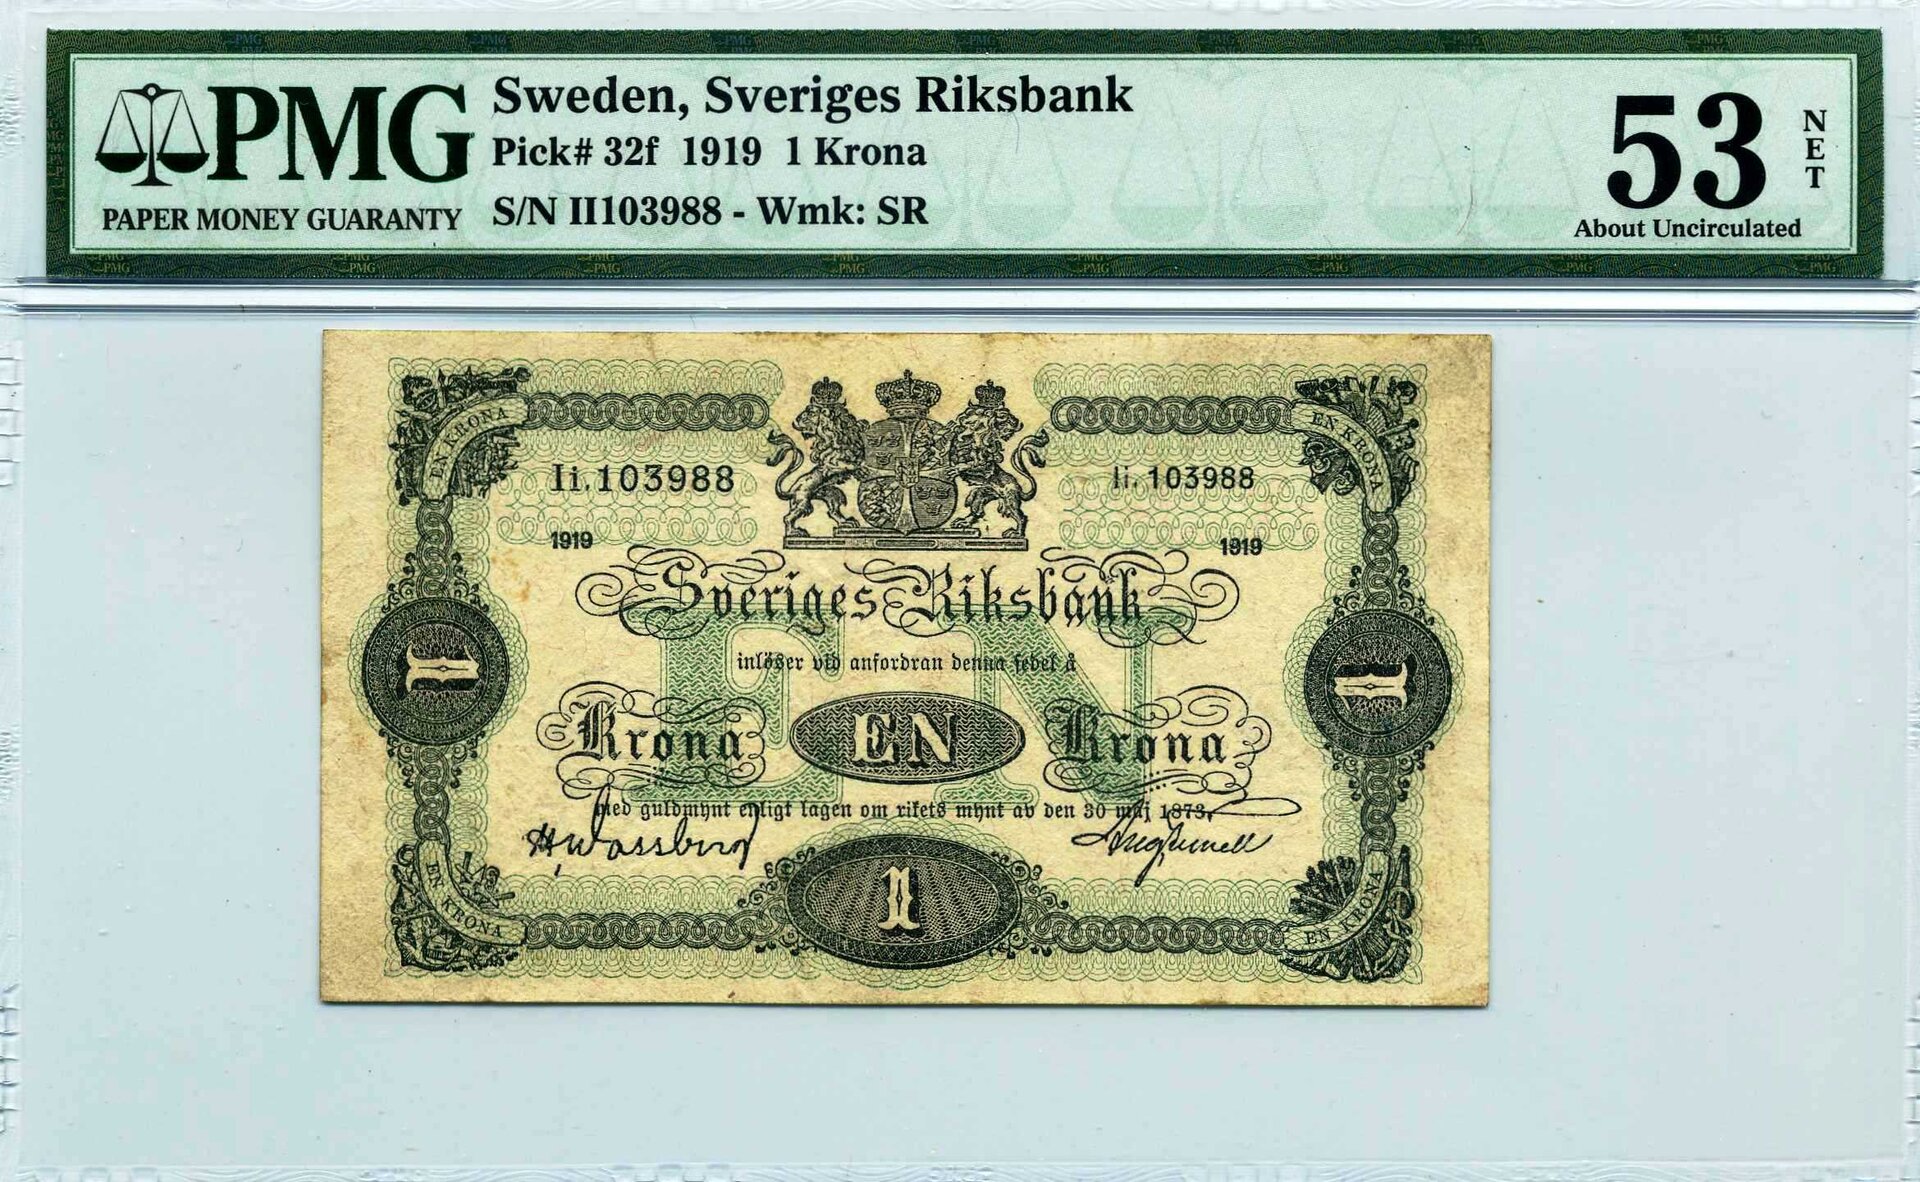 PMG
PAPER MONEY GUARANTY
Sweden, Sveriges Riksbank
Pick# 32f 1919 1 Krona
S/N II103988 - Wmk: SR
53
NET
About Uncirculated
EN KRONA
EN KRONA
Ii. 103988
Ii. 103988
1919
1919
Sveriges Riksbank
EN
inlöser vid anfordran denna sedel å
1
1
Krona EN Krona
med guldmynt enligt lagen om rikets mynt av den 30 maj 1873.
EN KRONA
1
EN KRONA